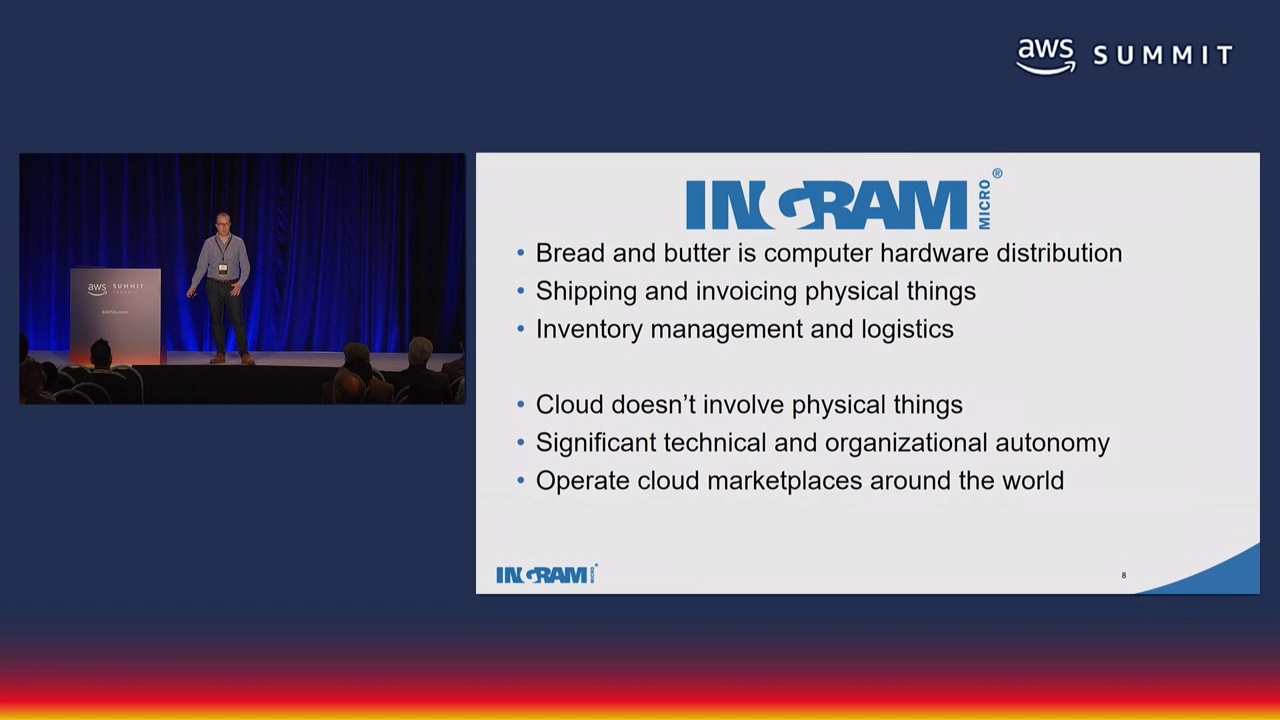 aws SUMMIT
aws SUMMIT
TORONTO
#AWSSummit
INGRAM MICRO ®
• Bread and butter is computer hardware distribution
• Shipping and invoicing physical things
• Inventory management and logistics
• Cloud doesn’t involve physical things
• Significant technical and organizational autonomy
• Operate cloud marketplaces around the world
INGRAM MICRO ®
8